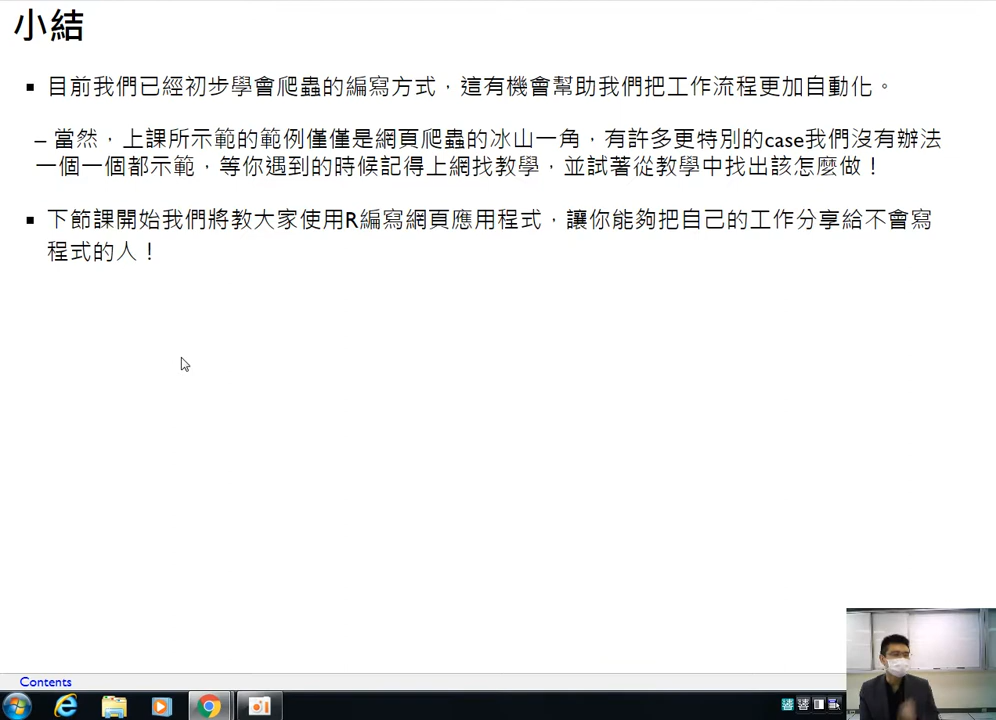 小結
▪ 目前我們已經初步學會爬蟲的編寫方式，這有機會幫助我們把工作流程更加自動化。
– 當然，上課所示範的範例僅僅是網頁爬蟲的冰山一角，有許多更特別的case我們沒有辦法
一個一個都示範，等你遇到的時候記得上網找教學，並試著從教學中找出該怎麼做！
▪ 下節課開始我們將教大家使用R編寫網頁應用程式，讓你能夠把自己的工作分享給不會寫
程式的人！
Contents